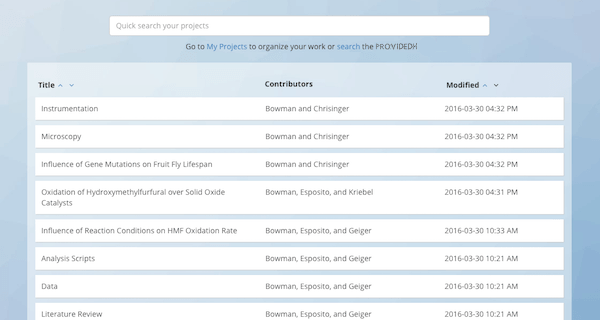 Quick search your projects
Go to My Projects to organize your work or search the
Title Contributors Modified
Instrumentation Bowman and Chrisinger 2016-03-30 04:32 PM
Microscopy Bowman and Chrisinger 2016-03-30 04:32 PM
Influence of Gene Mutations on Fruit Fly Lifespan Bowman and Chrisinger 2016-03-30 04:32 PM
Oxidation of Hydroxymethylfurfural over Solid Oxide Bowman, Esposito, and Kriebel 2016-03-30 04:31 PM
Catalysts
Influence of Reaction Conditions on HMF Oxidation Rate Bowman, Esposito, and Geiger 2016-03-30 10:33 AM
Analysis Scripts Bowman, Esposito, and Geiger 2016-03-30 10:21 AM
Data Bowman, Esposito, and Geiger 2016-03-30 10:21 AM
Literature Review Bowman, Esposito, and Geiger 2016-03-30 10:21 AM